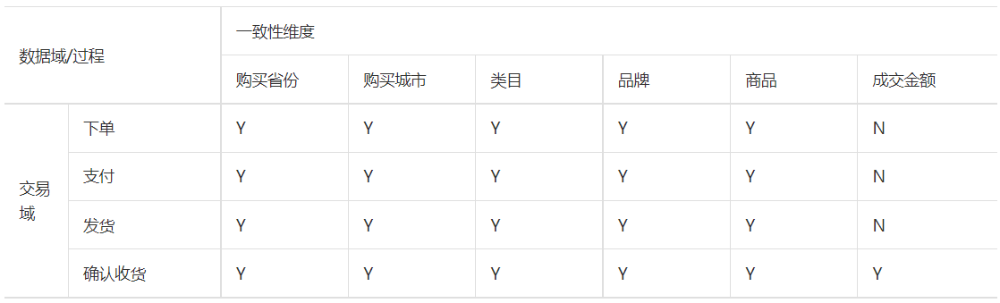 数据域/过程
一致性维度
购买省份 购买城市 类目 品牌 商品 成交金额
交易
域
下单 Y Y Y Y Y N
支付 Y Y Y Y Y N
发货 Y Y Y Y Y N
确认收货 Y Y Y Y Y Y